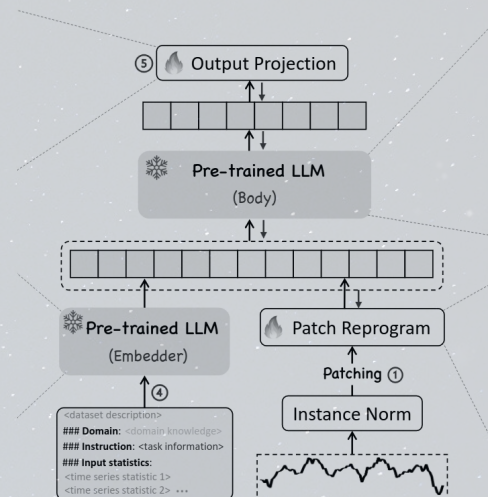 ⑤ Output Projection
Pre-trained LLM
(Body)
Pre-trained LLM
(Embedder)
Patch Reprogram
④
Patching ①
Instance Norm
<dataset description>
### Domain: <domain knowledge>
### Instruction: <task information>
### Input statistics:
<time series statistic 1>
<time series statistic 2> •••